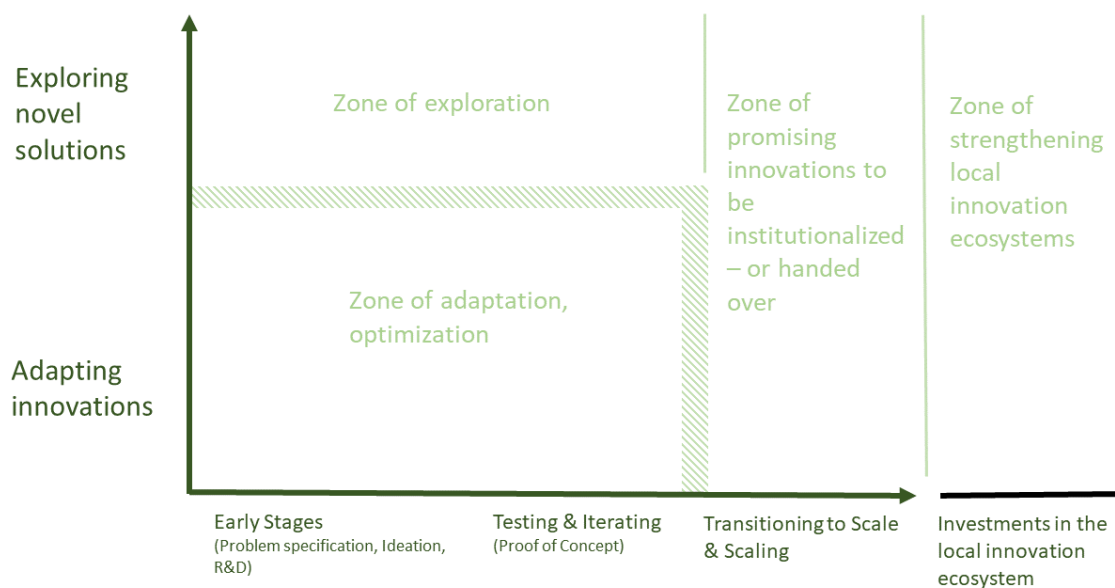 Exploring
novel
solutions
Zone of exploration
Zone of
promising
innovations to
be
institutionalized
– or handed
over
Zone of
strengthening
local
innovation
ecosystems
Zone of adaptation,
optimization
Adapting
innovations
Early Stages
(Problem specification, Ideation,
R&D)
Testing & Iterating
(Proof of Concept)
Transitioning to Scale
& Scaling
Investments in the
local innovation
ecosystem